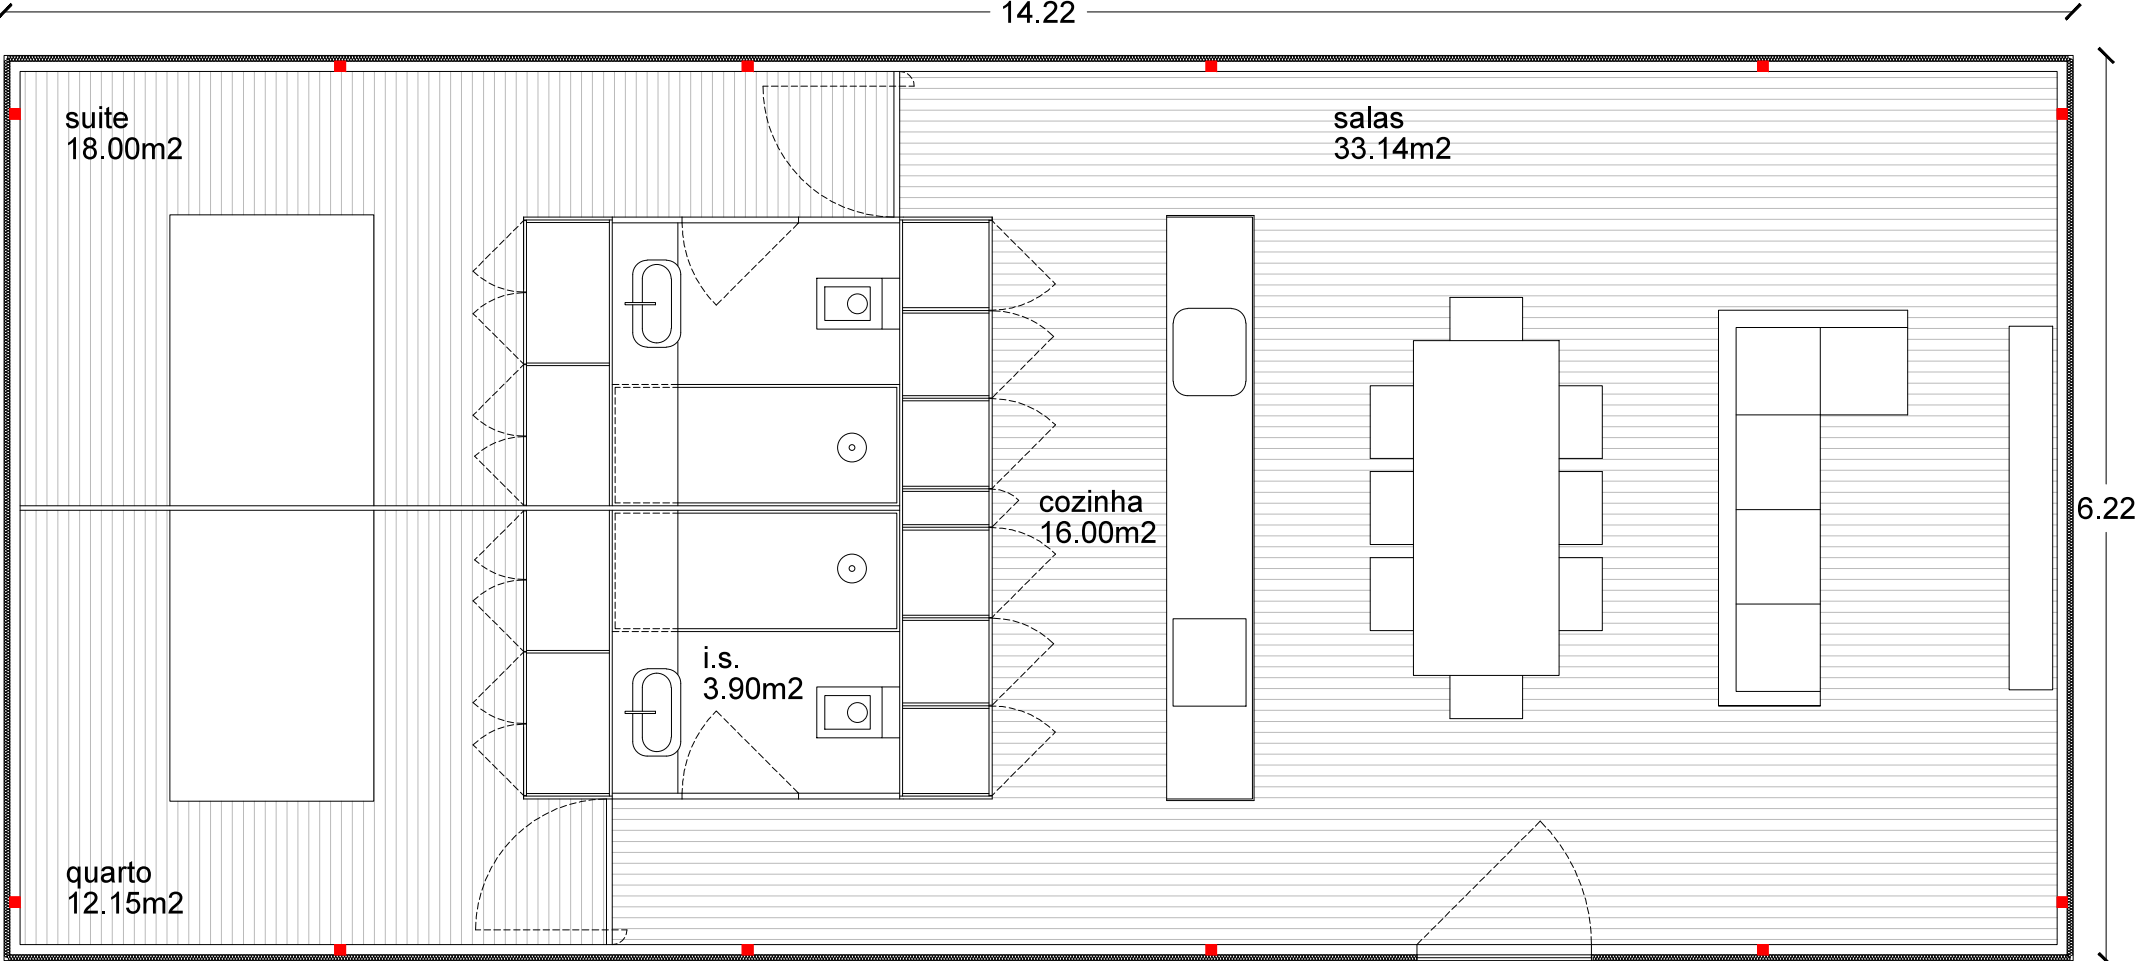 14.22
suite
18.00m2
salas
33.14m2
cozinha
16.00m2
6.22
i.s.
3.90m2
quarto
12.15m2